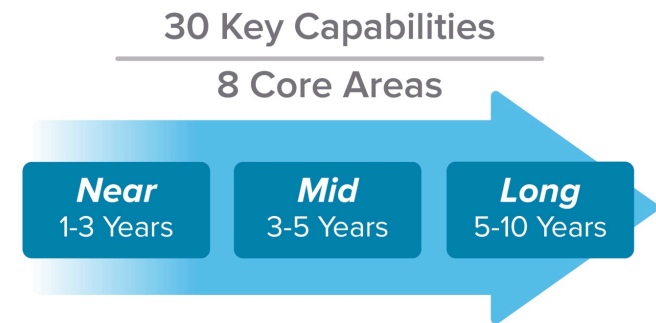 30 Key Capabilities
8 Core Areas
Near
1-3 Years
Mid
3-5 Years
Long
5-10 Years